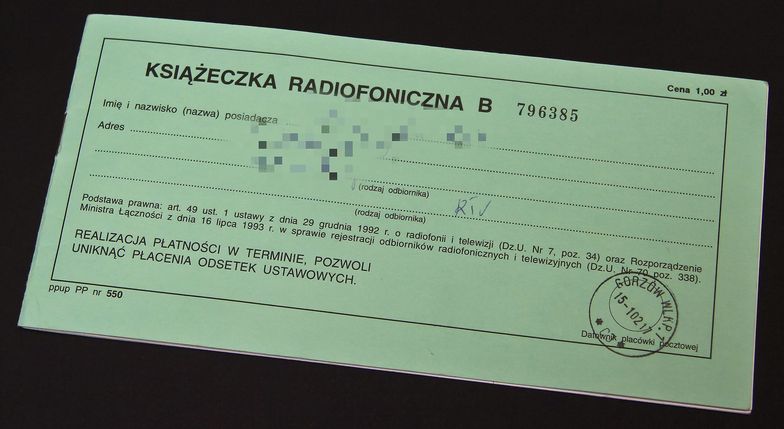 Cena 1,00 zł
KSIĄŻECZKA RADIOFONICZNA B 796385
Imię i nazwisko (nazwa) posiadacza
Adres
(rodzaj odbiornika)
RTV
(rodzaj odbiornika)
Podstawa prawna: art. 49 ust. 1 ustawy z dnia 29 grudnia 1992 r. o radiofonii i telewizji (Dz.U. Nr 7, poz. 34) oraz Rozporządzenie
Ministra Łączności z dnia 16 lipca 1993 r. w sprawie rejestracji odbiorników radiofonicznych i telewizyjnych (Dz.U. Nr 70 poz. 338).
REALIZACJA PŁATNOŚCI W TERMINIE, POZWOLI
UNIKNĄĆ PŁACENIA ODSETEK USTAWOWYCH.
GORZÓW WLKP. 1
Datownik placówki pocztowej
ppup PP nr 550